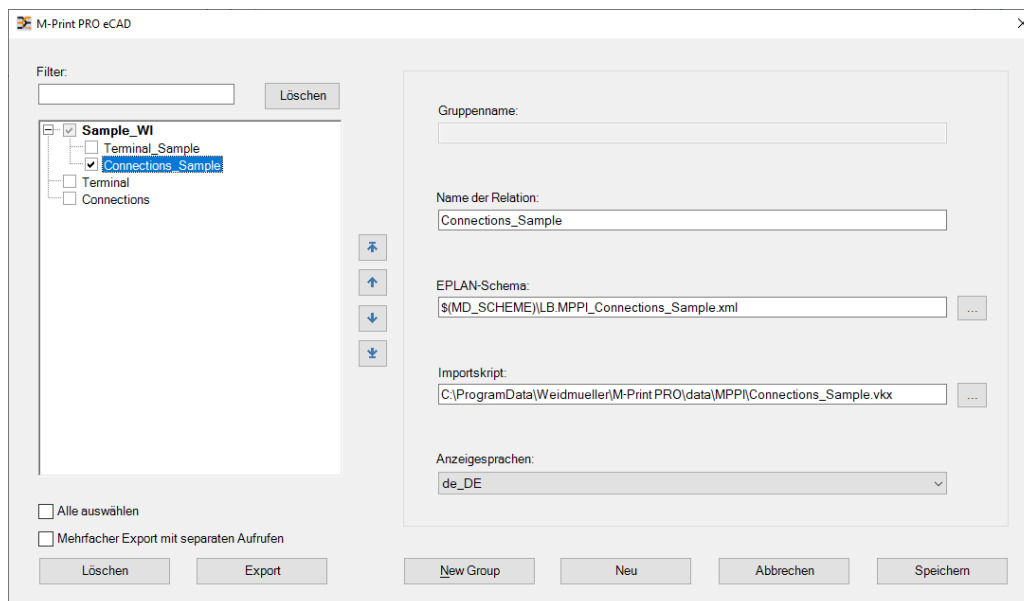 M-Print PRO eCAD
Filter:
Löschen
Sample_WI
Terminal_Sample
Connections_Sample
Terminal
Connections
Alle auswählen
Mehrfacher Export mit separaten Aufrufen
Löschen
Export
Gruppenname:
Name der Relation:
Connections_Sample
EPLAN-Schema:
$(MD_SCHEME)\LB.MPPI_Connections_Sample.xml
...
Importskript:
C:\ProgramData\Weidmueller\M-Print PRO\data\MPPI\Connections_Sample.vkx
...
Anzeigesprachen:
de_DE
New Group
Neu
Abbrechen
Speichern